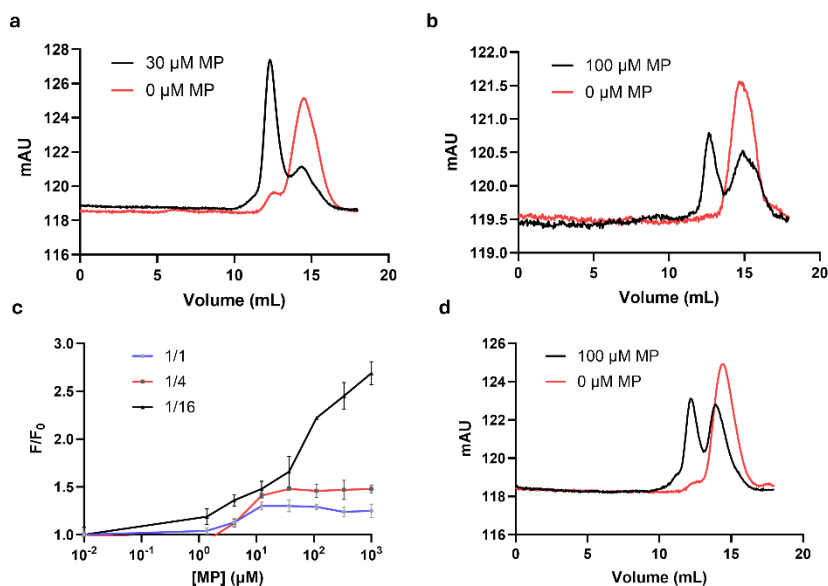 a
128
126
124
122
120
118
116
mAU
30 µM MP
0 µM MP
0
5
10
15
20
Volume (mL)
b
122.0
121.5
121.0
120.5
120.0
119.5
119.0
mAU
100 µM MP
0 µM MP
0
5
10
15
20
Volume (mL)
c
3.0
2.5
2.0
1.5
1.0
F/F0
1/1
1/4
1/16
10-2
10-1
100
101
102
103
[MP] (µM)
d
126
124
122
120
118
116
mAU
100 µM MP
0 µM MP
0
5
10
15
20
Volume (mL)